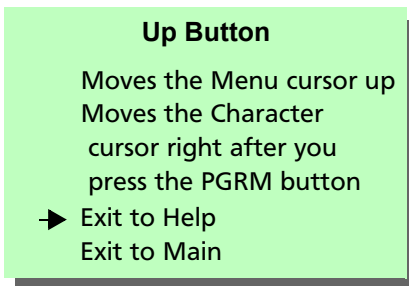 Up Button
Moves the Menu cursor up
Moves the Character
cursor right after you
press the PGRM button
Exit to Help
Exit to Main